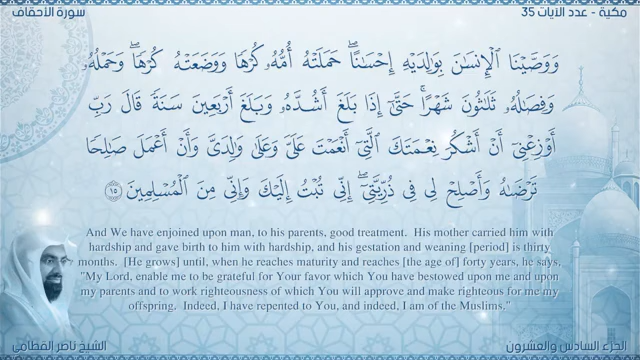 مكية - عدد الآيات 35
سورة الأحقاف
وَوَصَّيْنَا ٱلْإِنسَٰنَ بِوَٰلِدَيْهِ إِحْسَٰنًا ۖ حَمَلَتْهُ أُمُّهُۥ كُرْهًا وَوَضَعَتْهُ كُرْهًا ۖ وَحَمْلُهُۥ
وَفِصَٰلُهُۥ ثَلَٰثُونَ شَهْرًا ۚ حَتَّىٰٓ إِذَا بَلَغَ أَشُدَّهُۥ وَبَلَغَ أَرْبَعِينَ سَنَةً قَالَ رَبِّ
أَوْزِعْنِىٓ أَنْ أَشْكُرَ نِعْمَتَكَ ٱلَّتِىٓ أَنْعَمْتَ عَلَىَّ وَعَلَىٰ وَٰلِدَىَّ وَأَنْ أَعْمَلَ صَٰلِحًا
تَرْضَىٰهُ وَأَصْلِحْ لِى فِى ذُرِّيَّتِىٓ ۖ إِنِّى تُبْتُ إِلَيْكَ وَإِنِّى مِنَ ٱلْمُسْلِمِينَ ١٥
And We have enjoined upon man, to his parents, good treatment. His mother carried him with
hardship and gave birth to him with hardship, and his gestation and weaning [period] is thirty
months. [He grows] until, when he reaches maturity and reaches [the age of] forty years, he says,
"My Lord, enable me to be grateful for Your favor which You have bestowed upon me and upon
my parents and to work righteousness of which You will approve and make righteous for me my
offspring. Indeed, I have repented to You, and indeed, I am of the Muslims."
الجزء السادس والعشرون
الشيخ ناصر القطامي